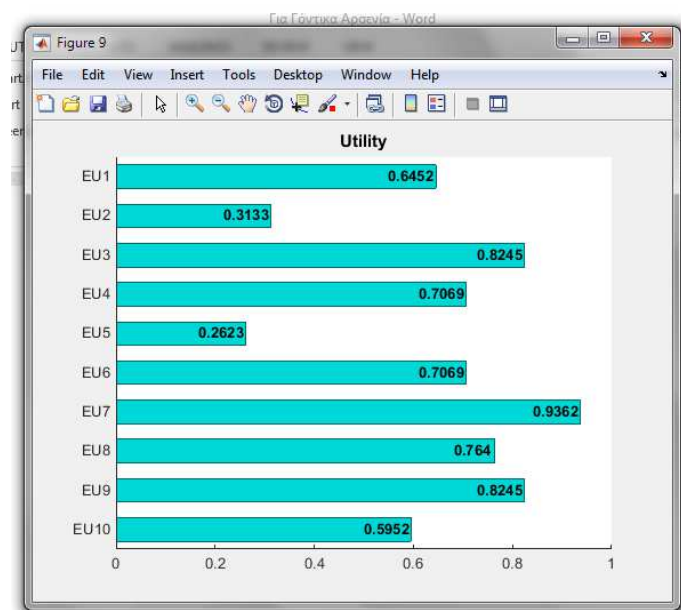 Για Γόντικα Αρσενία - Word
Figure 9
File Edit View Insert Tools Desktop Window Help
Utility
EU1 0.6452
EU2 0.3133
EU3 0.8245
EU4 0.7069
EU5 0.2623
EU6 0.7069
EU7 0.9362
EU8 0.764
EU9 0.8245
EU10 0.5952
0 0.2 0.4 0.6 0.8 1